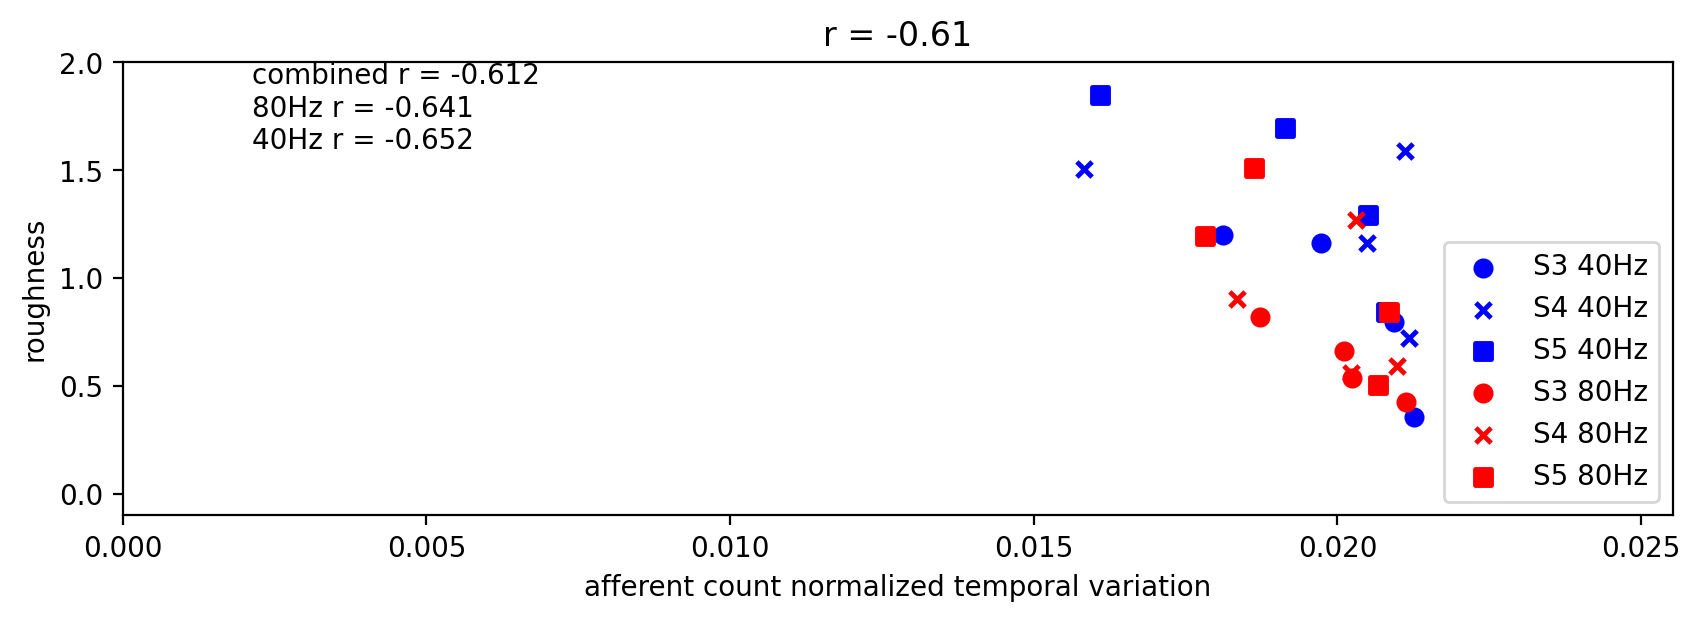 r = -0.61
combined r = -0.612
80Hz r = -0.641
40Hz r = -0.652
2.0
1.5
1.0
0.5
0.0
roughness
S3 40Hz
S4 40Hz
S5 40Hz
S3 80Hz
S4 80Hz
S5 80Hz
0.000 0.005 0.010 0.015 0.020 0.025
afferent count normalized temporal variation